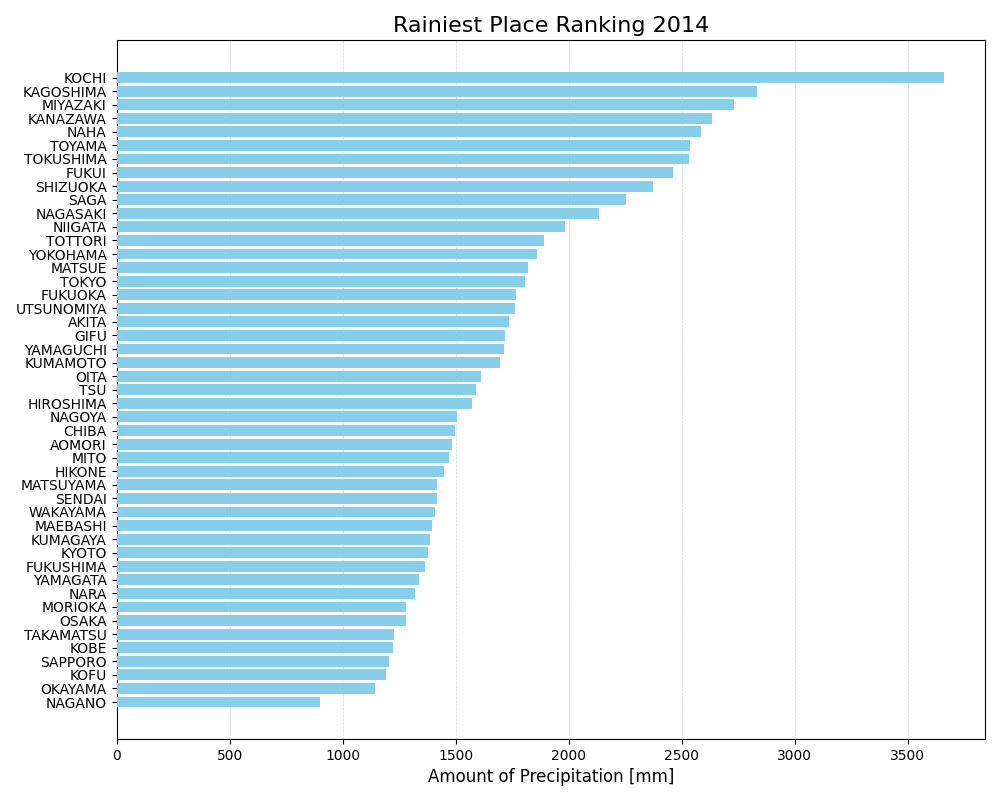 Rainiest Place Ranking 2014
KOCHI
KAGOSHIMA
MIYAZAKI
KANAZAWA
NAHA
TOYAMA
TOKUSHIMA
FUKUI
SHIZUOKA
SAGA
NAGASAKI
NIIGATA
TOTTORI
YOKOHAMA
MATSUE
TOKYO
FUKUOKA
UTSUNOMIYA
AKITA
GIFU
YAMAGUCHI
KUMAMOTO
OITA
TSU
HIROSHIMA
NAGOYA
CHIBA
AOMORI
MITO
HIKONE
MATSUYAMA
SENDAI
WAKAYAMA
MAEBASHI
KUMAGAYA
KYOTO
FUKUSHIMA
YAMAGATA
NARA
MORIOKA
OSAKA
TAKAMATSU
KOBE
SAPPORO
KOFU
OKAYAMA
NAGANO
0 500 1000 1500 2000 2500 3000 3500
Amount of Precipitation [mm]